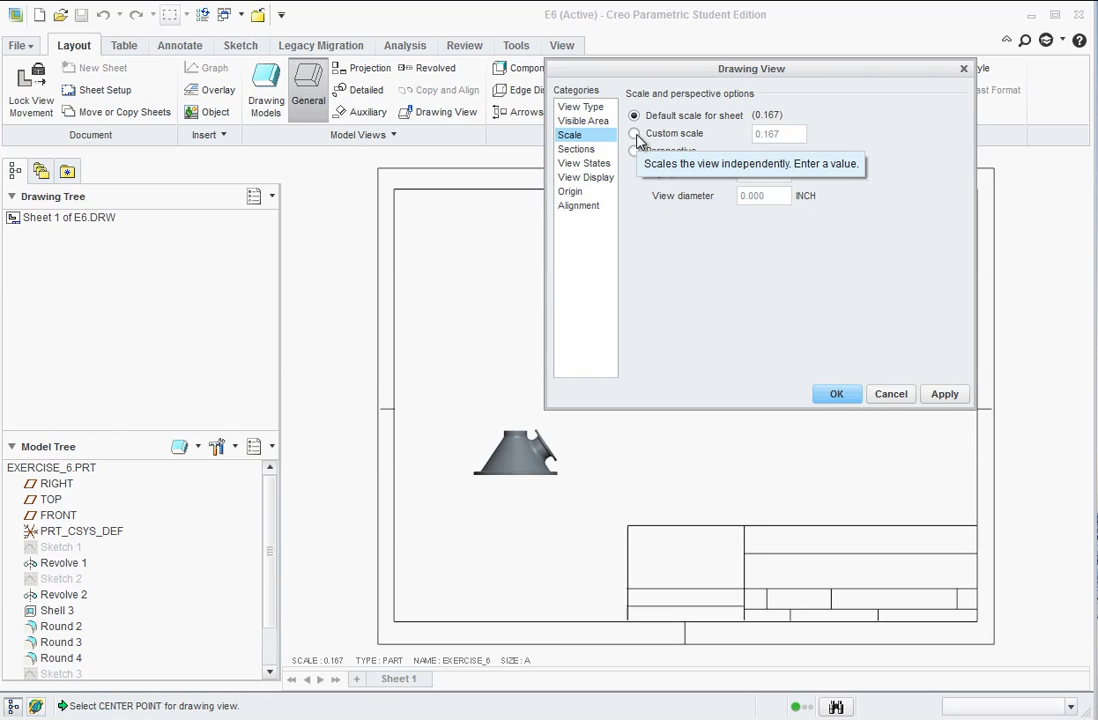 E6 (Active) - Creo Parametric Student Edition
File Layout Table Annotate Sketch Legacy Migration Analysis Review Tools View
Lock View Movement
New Sheet
Sheet Setup
Move or Copy Sheets
Document
Graph
Overlay
Object
Insert
Drawing Models
General
Projection
Detailed
Auxiliary
Revolved
Copy and Align
Drawing View
Model Views
Drawing Tree
Sheet 1 of E6.DRW
Model Tree
EXERCISE_6.PRT
RIGHT
TOP
FRONT
PRT_CSYS_DEF
Sketch 1
Revolve 1
Sketch 2
Revolve 2
Shell 3
Round 2
Round 3
Round 4
Sketch 3
Drawing View
Categories
View Type
Visible Area
Scale
Sections
View States
View Display
Origin
Alignment
Scale and perspective options
Default scale for sheet (0.167)
Custom scale 0.167
Scales the view independently. Enter a value.
View diameter 0.000 INCH
OK Cancel Apply
SCALE : 0.167 TYPE : PART NAME : EXERCISE_6 SIZE : A
Sheet 1
Select CENTER POINT for drawing view.